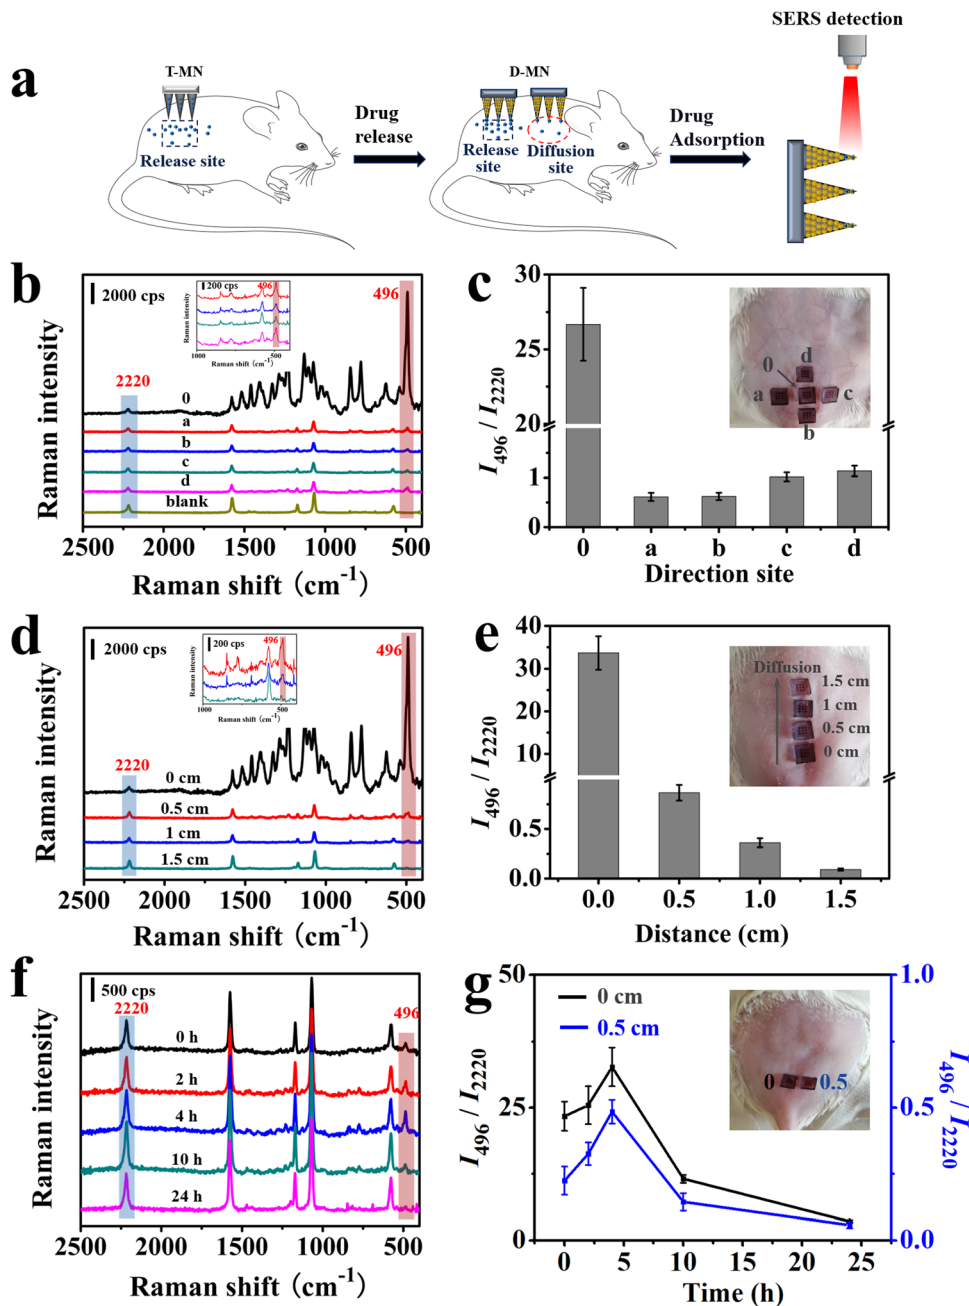 SERS detection
a
T-MN
D-MN
Drug
release
Drug
Adsorption
Release site
Release
site
Diffusion
site
b
2000 cps
200 cps
496
Raman intensity
1000
500
Raman shift (cm-1)
496
2220
0
a
b
c
d
blank
Raman intensity
2500
2000
1500
1000
500
Raman shift (cm-1)
c
30
25
20
1
0
I496 / I2220
d
0
a
c
b
0
a
b
c
d
Direction site
d
2000 cps
200 cps
496
Raman intensity
1000
500
Raman shift (cm-1)
496
2220
0 cm
0.5 cm
1 cm
1.5 cm
Raman intensity
2500
2000
1500
1000
500
Raman shift (cm-1)
e
40
30
20
10
0.5
0.0
I496 / I2220
Diffusion
1.5 cm
1 cm
0.5 cm
0 cm
0.0
0.5
1.0
1.5
Distance (cm)
f
500 cps
2220
496
0 h
2 h
4 h
10 h
24 h
Raman intensity
2500
2000
1500
1000
500
Raman shift (cm-1)
g
50
25
0
I496 / I2220
0 cm
0.5 cm
0
0.5
1.0
0.5
0.0
I496 / I2220
0
5
10
15
20
25
Time (h)